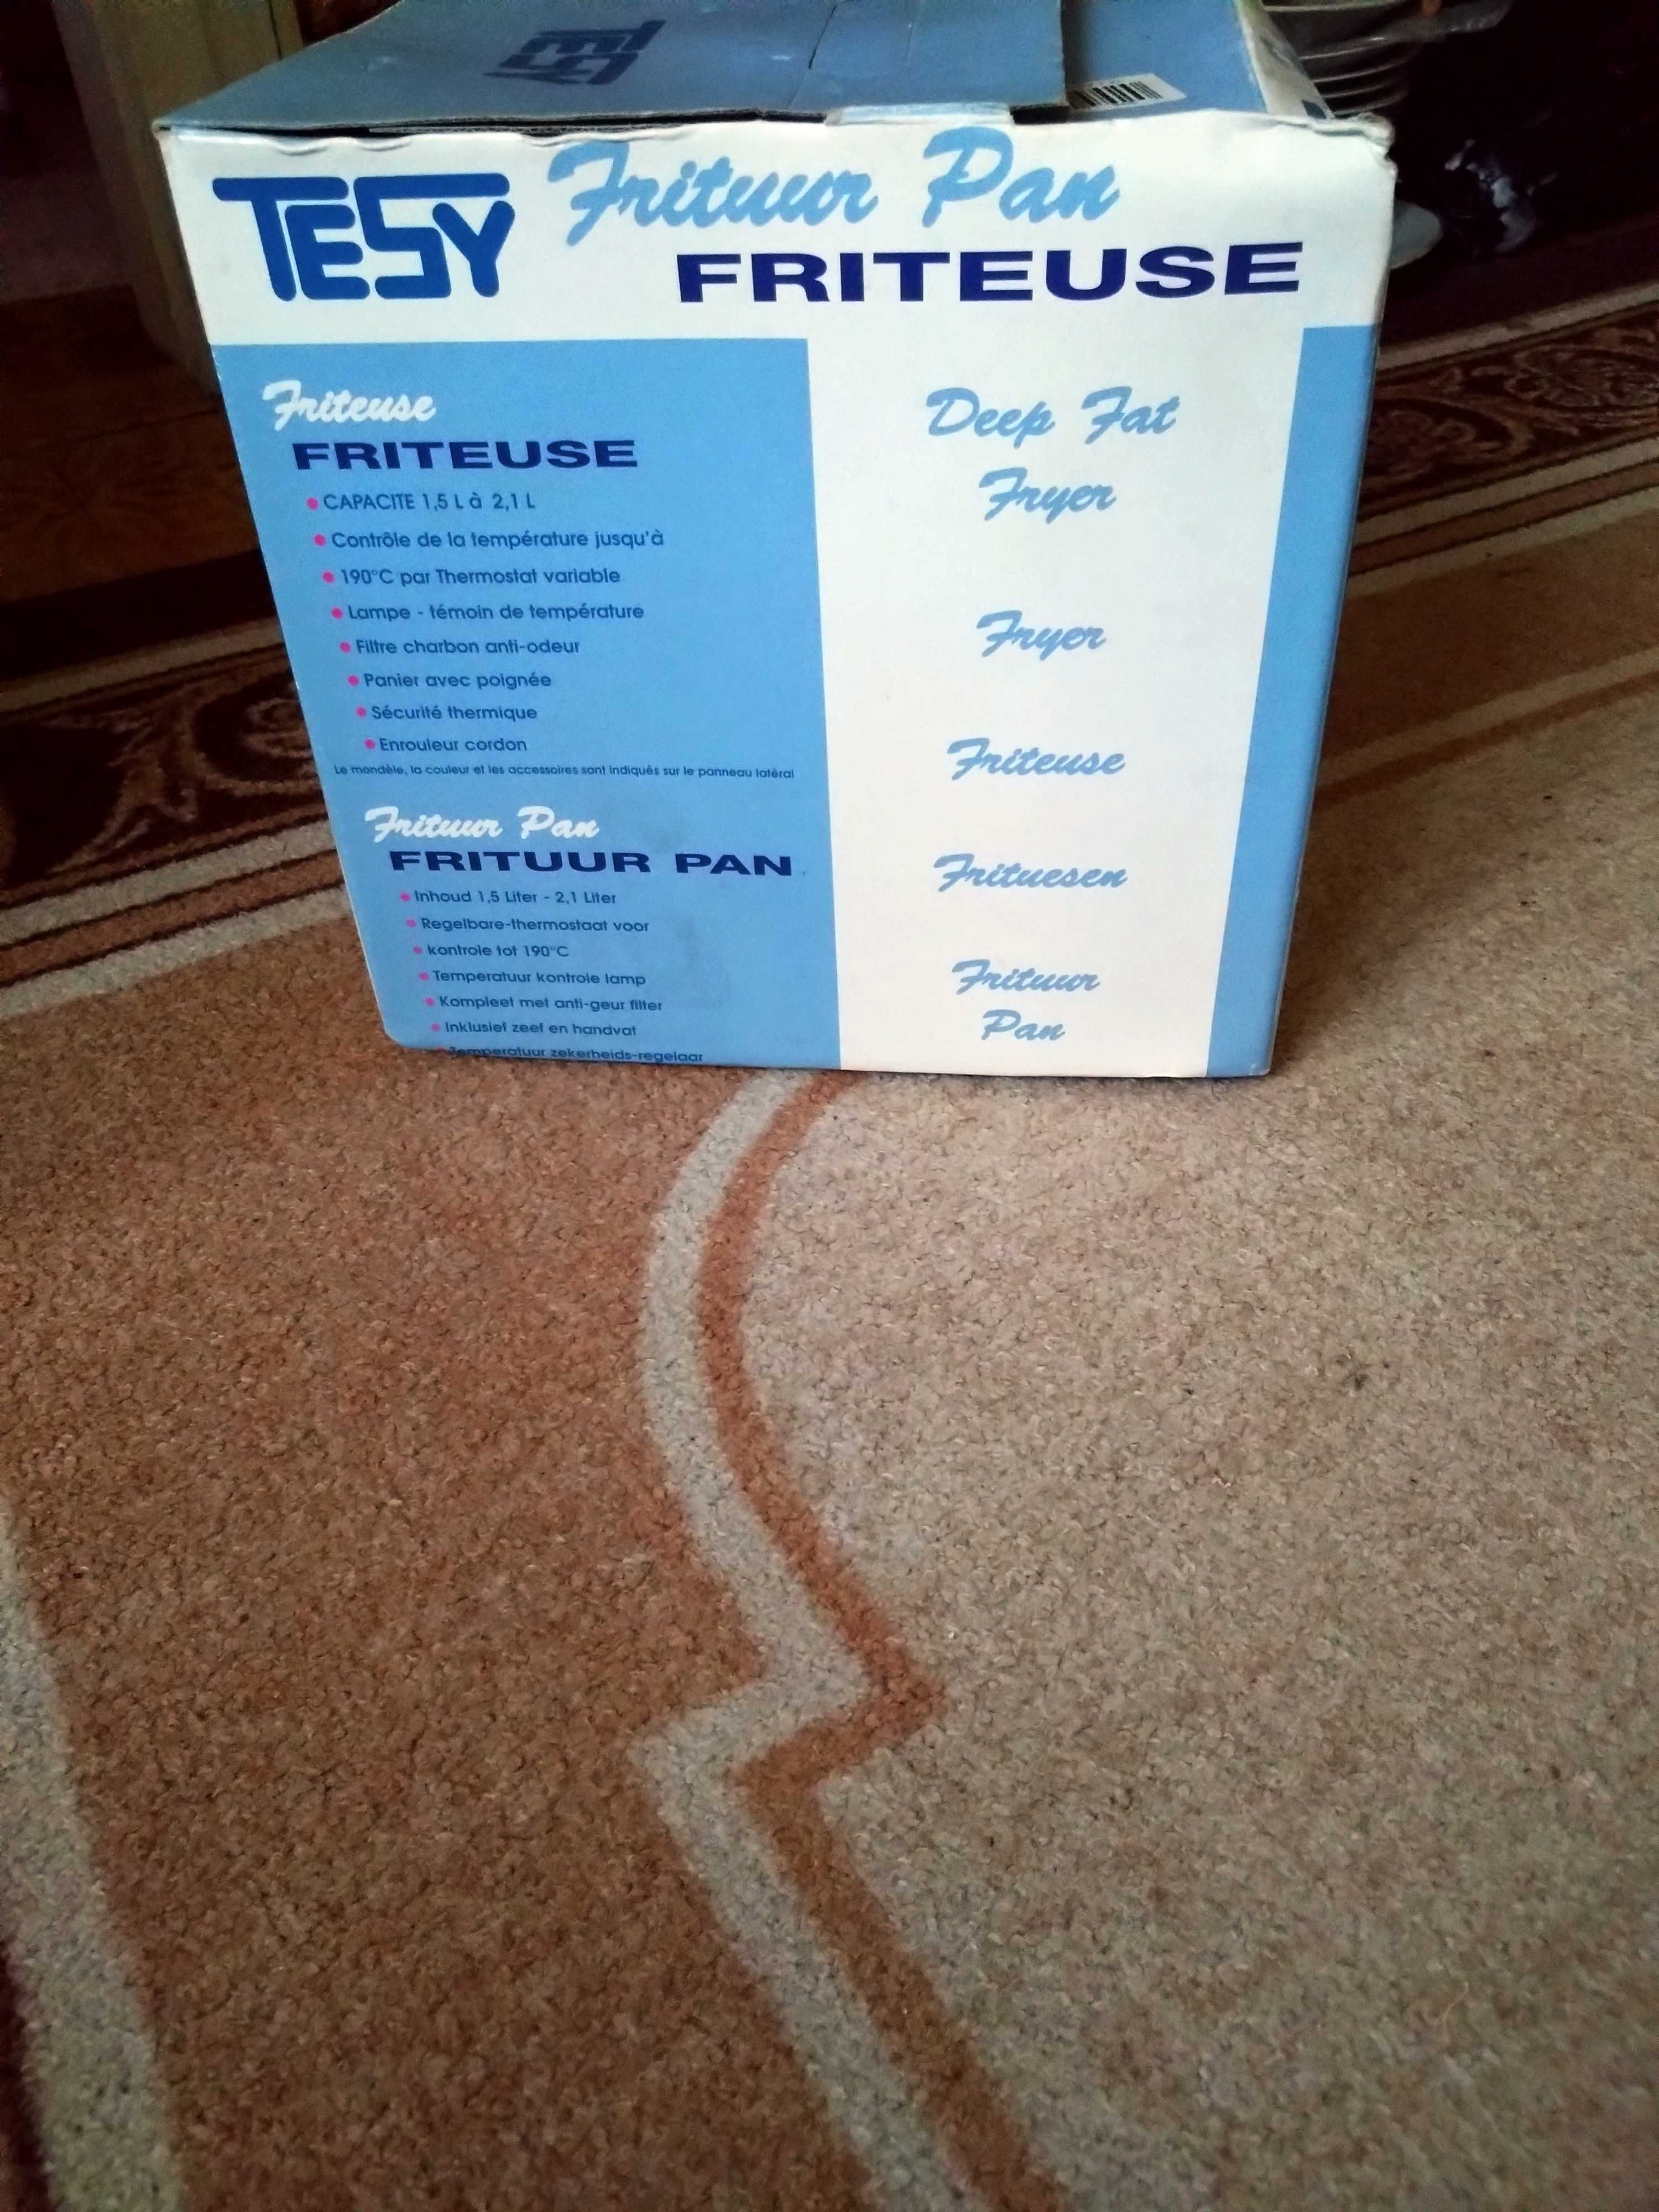 TESY
TESY
Frituur Pan
FRITEUSE
Friteuse
FRITEUSE
CAPACITE 1,5 L à 2,1 L
Contrôle de la température jusqu'à
190°C par Thermostat variable
Lampe - témoin de température
Filtre charbon anti-odeur
Panier avec poignée
Sécurité thermique
Enrouleur cordon
Le mondèle, la couleur et les accessoires sont indiqués sur le panneau latéral
Frituur Pan
FRITUUR PAN
Inhoud 1,5 Liter - 2,1 Liter
Regelbare-thermostaat voor
kontrole tot 190°C
Temperatuur kontrole lamp
Kompleet met anti-geur filter
Inklusief zeef en handvat
Temperatuur zekerheids-regelaar
Deep Fat
Fryer
Fryer
Friteuse
Frituesen
Frituur
Pan